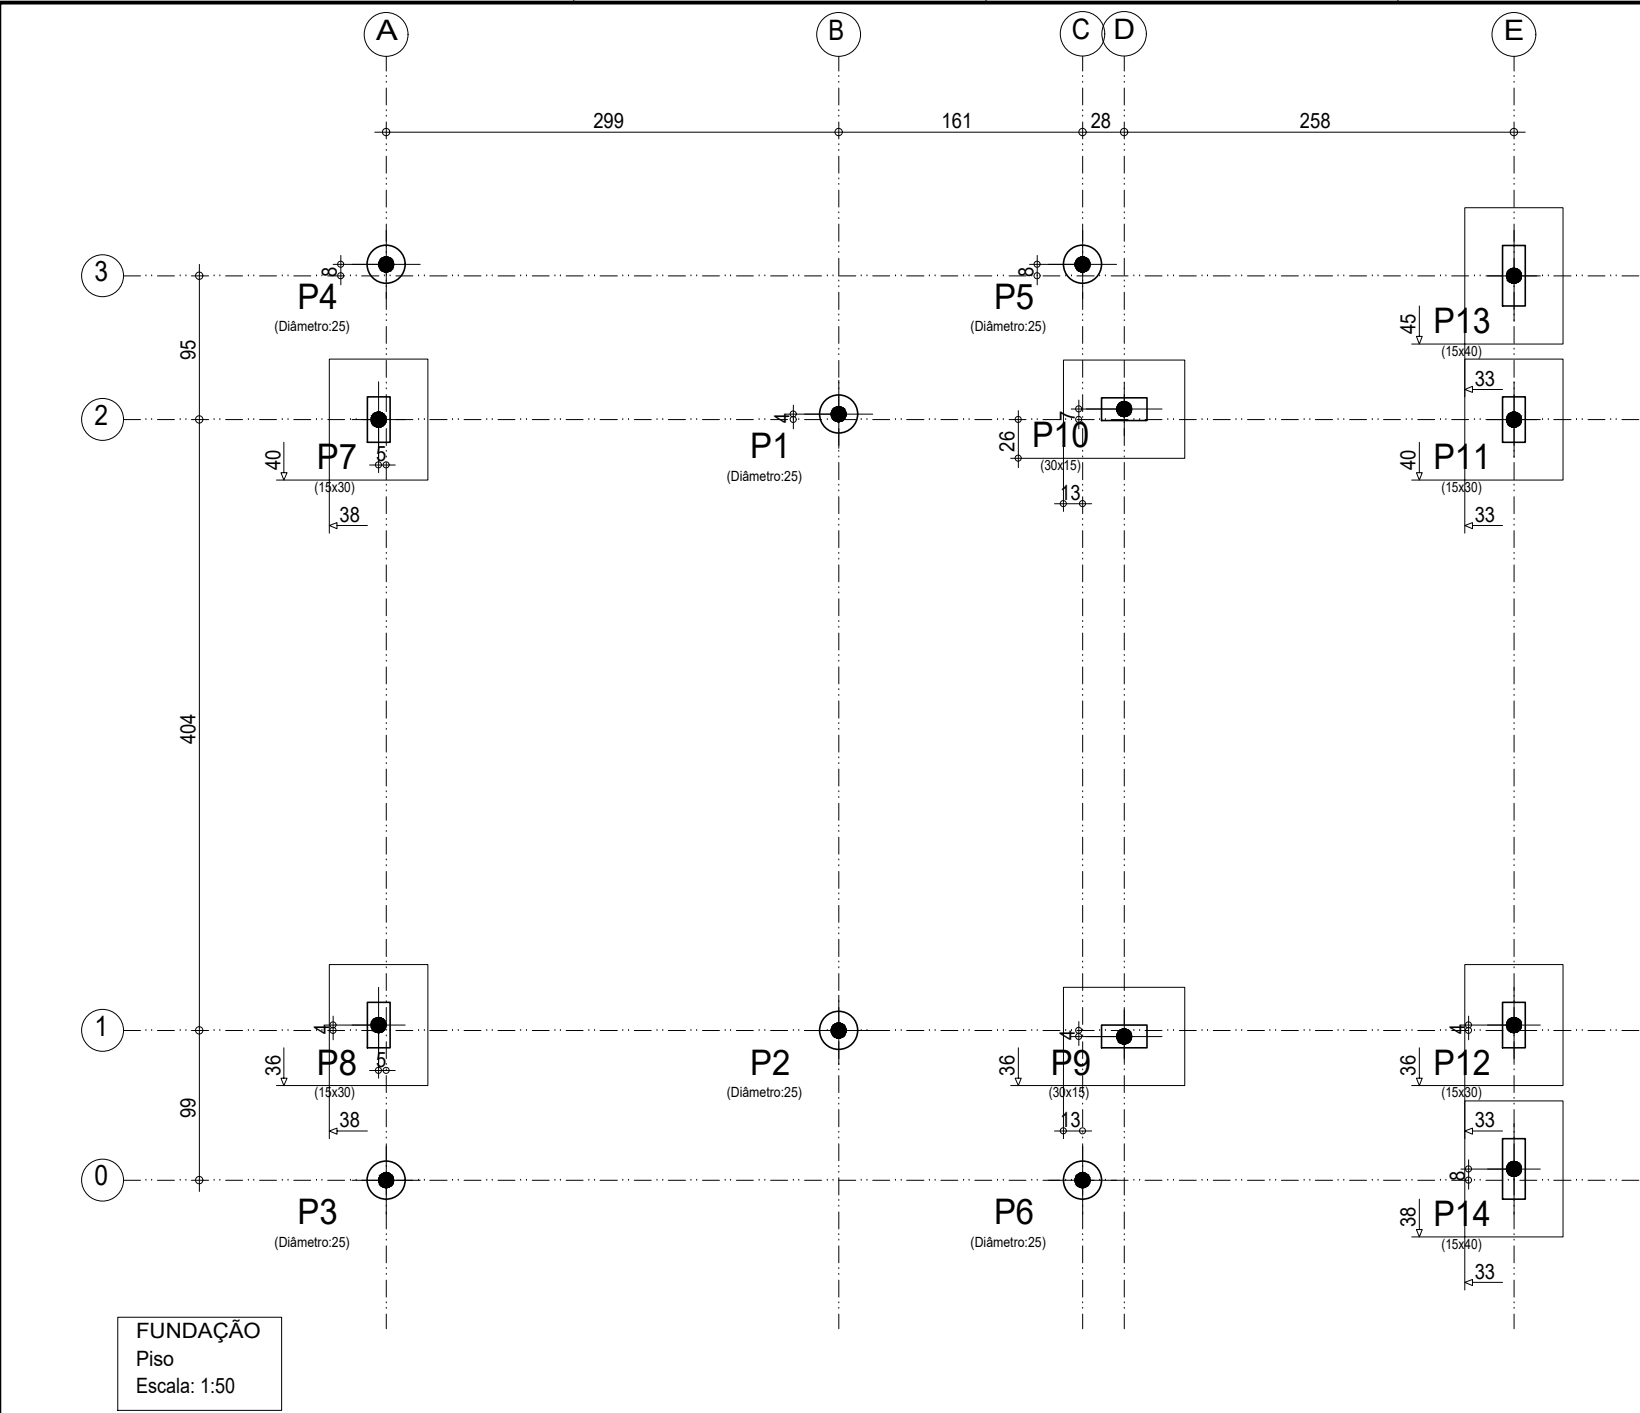 A
B
C
D
E
299
161
28
258
3
8
P4
(Diâmetro:25)
8
P5
(Diâmetro:25)
45
P13
(15x40)
33
95
2
40
P7
5
(15x30)
38
4
P1
(Diâmetro:25)
7
26
P10
(30x15)
13
40
P11
(15x30)
33
404
1
4
36
P8
5
(15x30)
38
P2
(Diâmetro:25)
4
36
P9
(30x15)
13
4
36
P12
(15x30)
33
99
0
P3
(Diâmetro:25)
P6
(Diâmetro:25)
8
38
P14
(15x40)
33
FUNDAÇÃO
Piso
Escala: 1:50